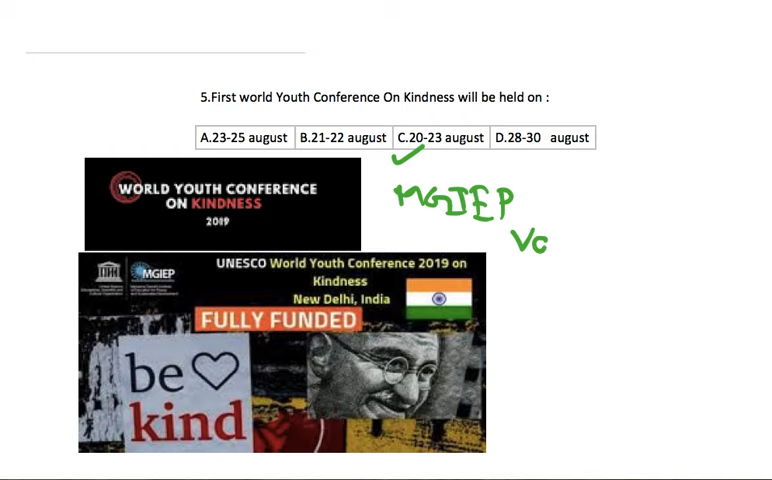 5.First world Youth Conference On Kindness will be held on :
A.23-25 august B.21-22 august C.20-23 august D.28-30 august
MGIEP
Vc
WORLD YOUTH CONFERENCE
ON KINDNESS
2019
MGIEP
UNESCO World Youth Conference 2019 on
Kindness
New Delhi, India
FULLY FUNDED
be
kind